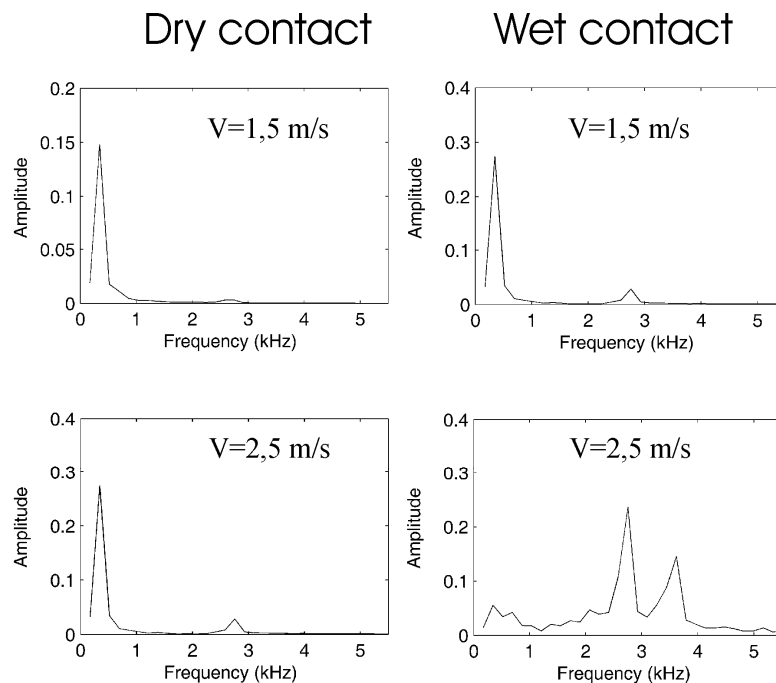 Dry contact
Wet contact
0.2
0.15
0.1
0.05
0
Amplitude
V=1,5 m/s
0 1 2 3 4 5
Frequency (kHz)
0.4
0.3
0.2
0.1
0
Amplitude
V=1,5 m/s
0 1 2 3 4 5
Frequency (kHz)
0.4
0.3
0.2
0.1
0
Amplitude
V=2,5 m/s
0 1 2 3 4 5
Frequency (kHz)
0.4
0.3
0.2
0.1
0
Amplitude
V=2,5 m/s
0 1 2 3 4 5
Frequency (kHz)